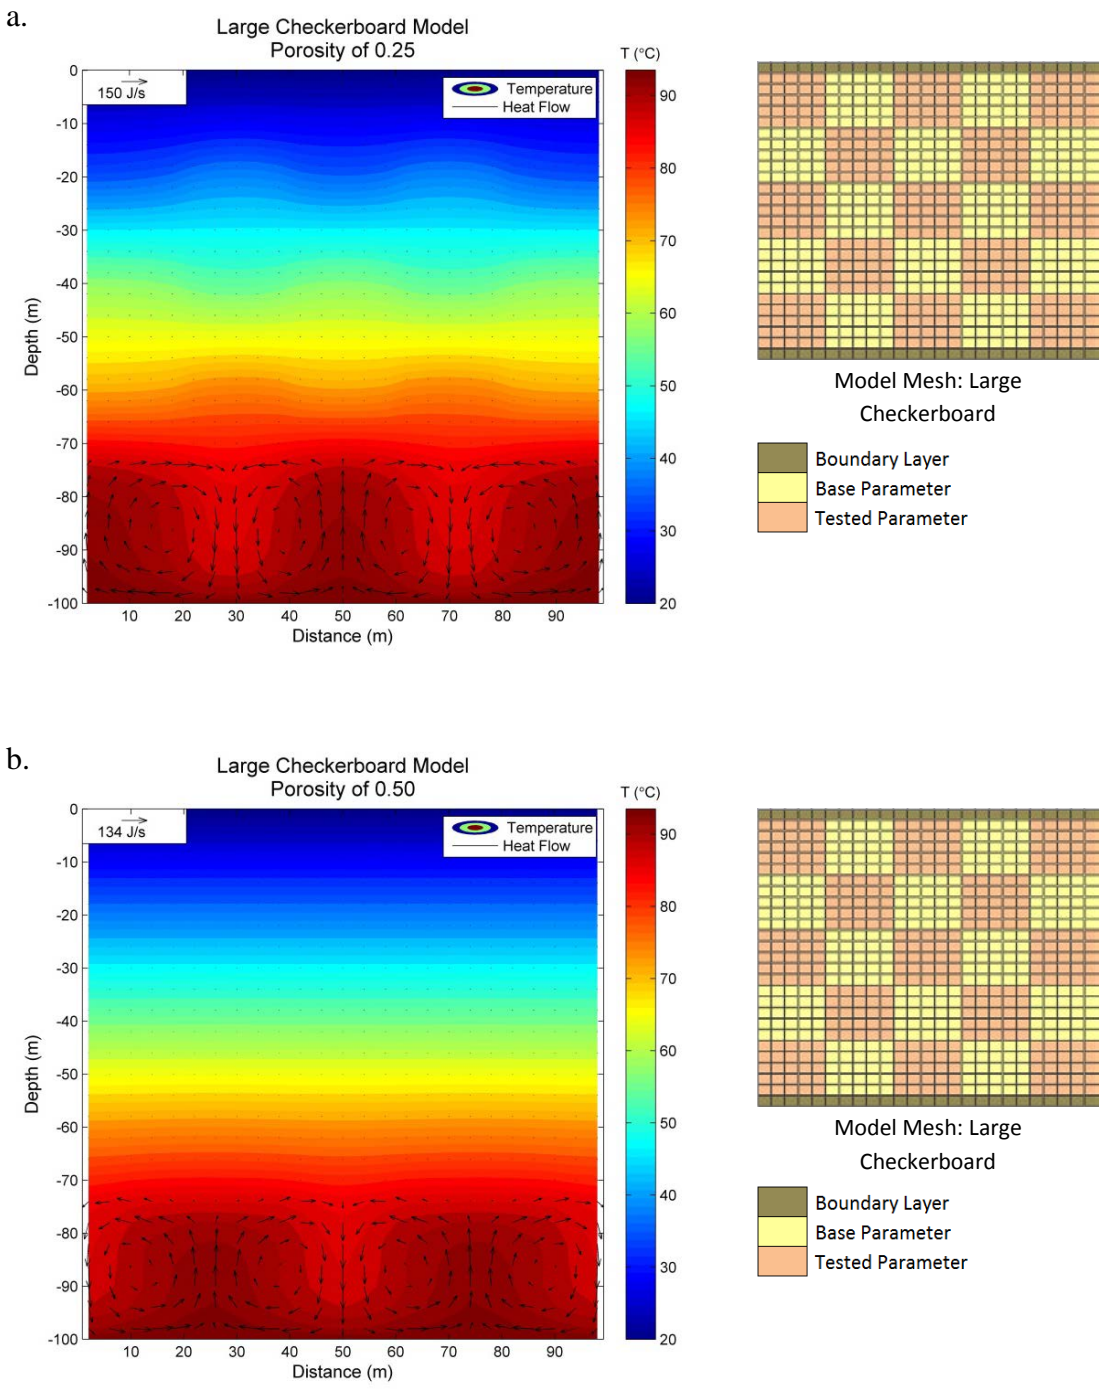 a.
Large Checkerboard Model
Porosity of 0.25
T (°C)
150 J/s
Temperature
Heat Flow
0
-10
-20
-30
-40
-50
-60
-70
-80
-90
-100
Depth (m)
10 20 30 40 50 60 70 80 90
Distance (m)
90
80
70
60
50
40
30
20
Model Mesh: Large
Checkerboard
Boundary Layer
Base Parameter
Tested Parameter
b.
Large Checkerboard Model
Porosity of 0.50
T (°C)
134 J/s
Temperature
Heat Flow
0
-10
-20
-30
-40
-50
-60
-70
-80
-90
-100
Depth (m)
10 20 30 40 50 60 70 80 90
Distance (m)
90
80
70
60
50
40
30
20
Model Mesh: Large
Checkerboard
Boundary Layer
Base Parameter
Tested Parameter